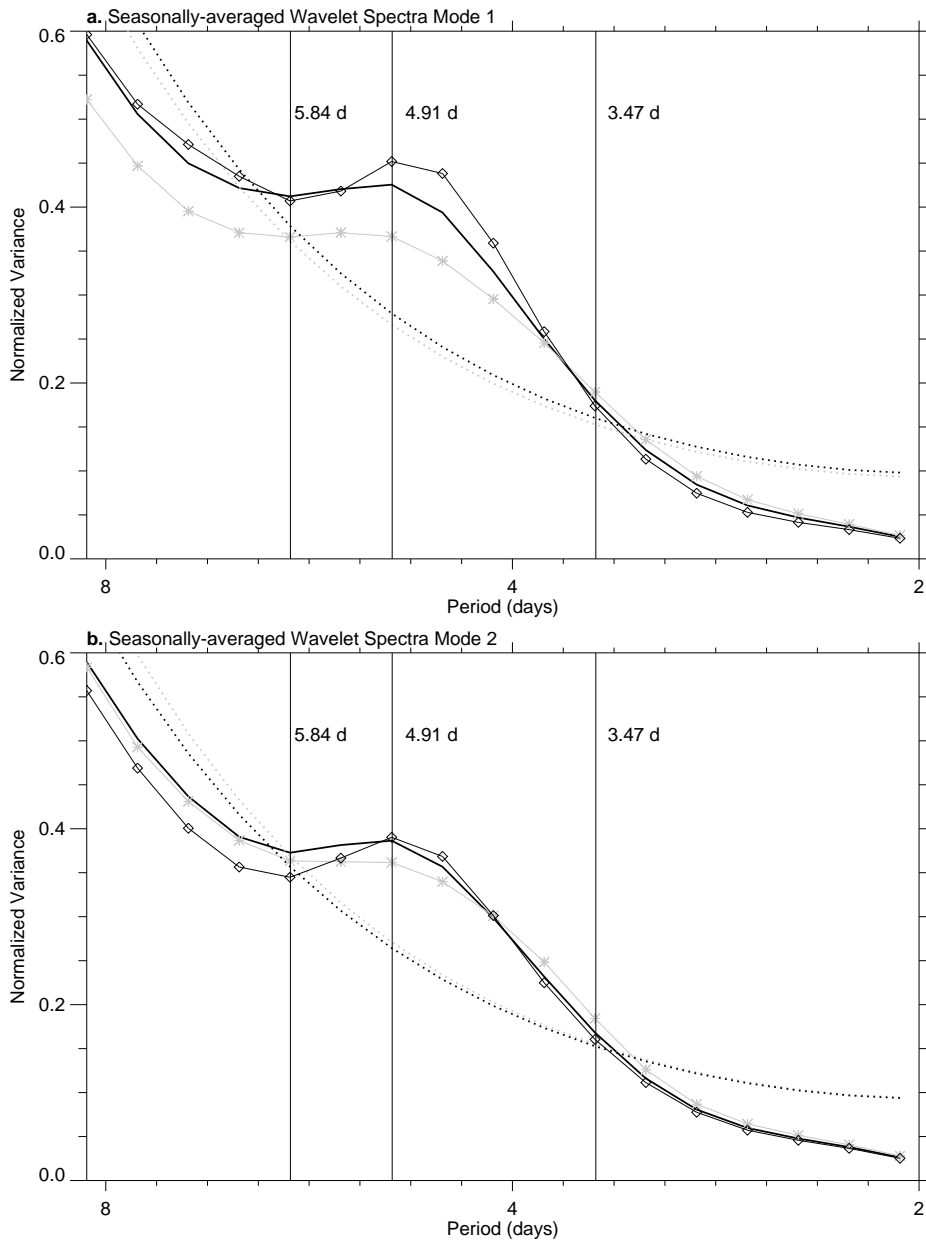 a. Seasonally-averaged Wavelet Spectra Mode 1
0.6
5.84 d 4.91 d 3.47 d
0.4
Normalized Variance
0.2
0.0
8 4 2
Period (days)
b. Seasonally-averaged Wavelet Spectra Mode 2
0.6
5.84 d 4.91 d 3.47 d
0.4
Normalized Variance
0.2
0.0
8 4 2
Period (days)